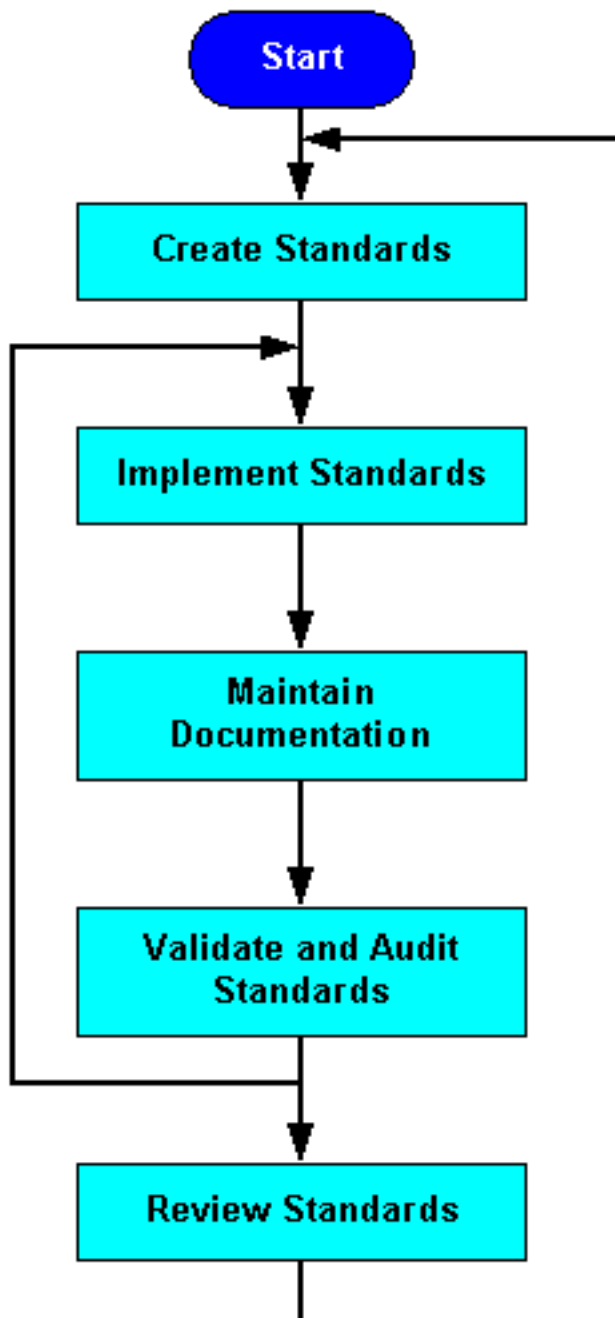 Start
Create Standards
Implement Standards
Maintain
Documentation
Validate and Audit
Standards
Review Standards